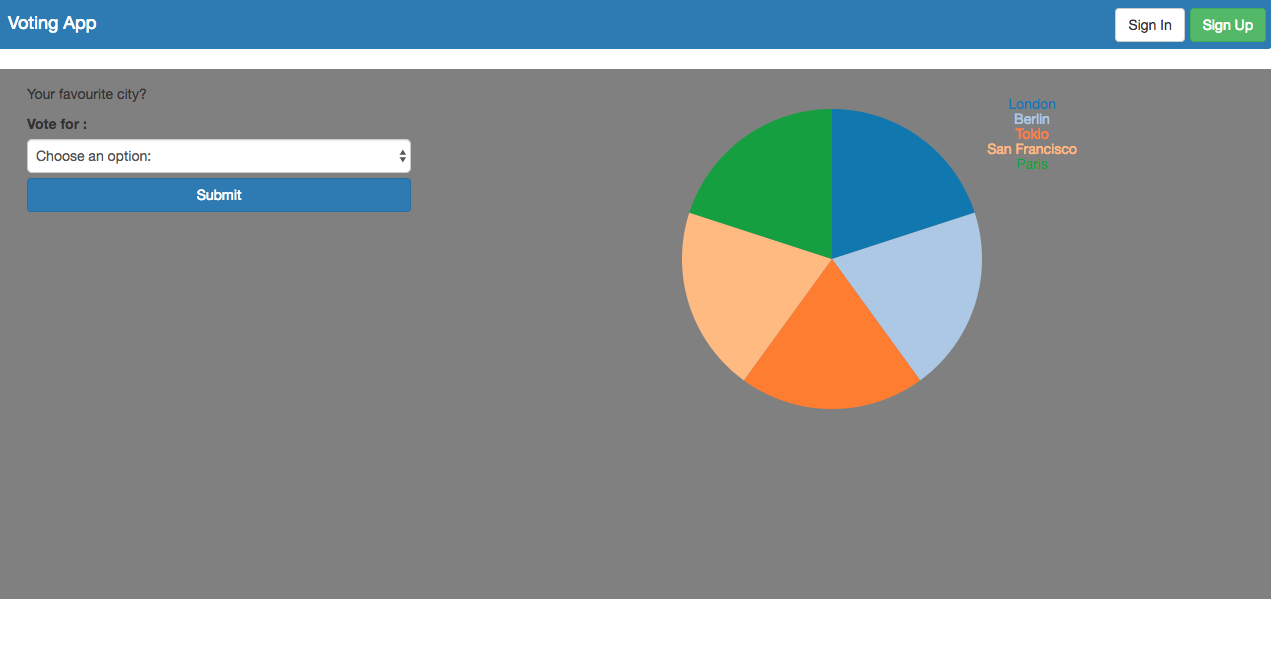 Voting App
Sign In
Sign Up
Your favourite city?
Vote for :
Choose an option:
Submit
London
Berlin
Tokio
San Francisco
Paris